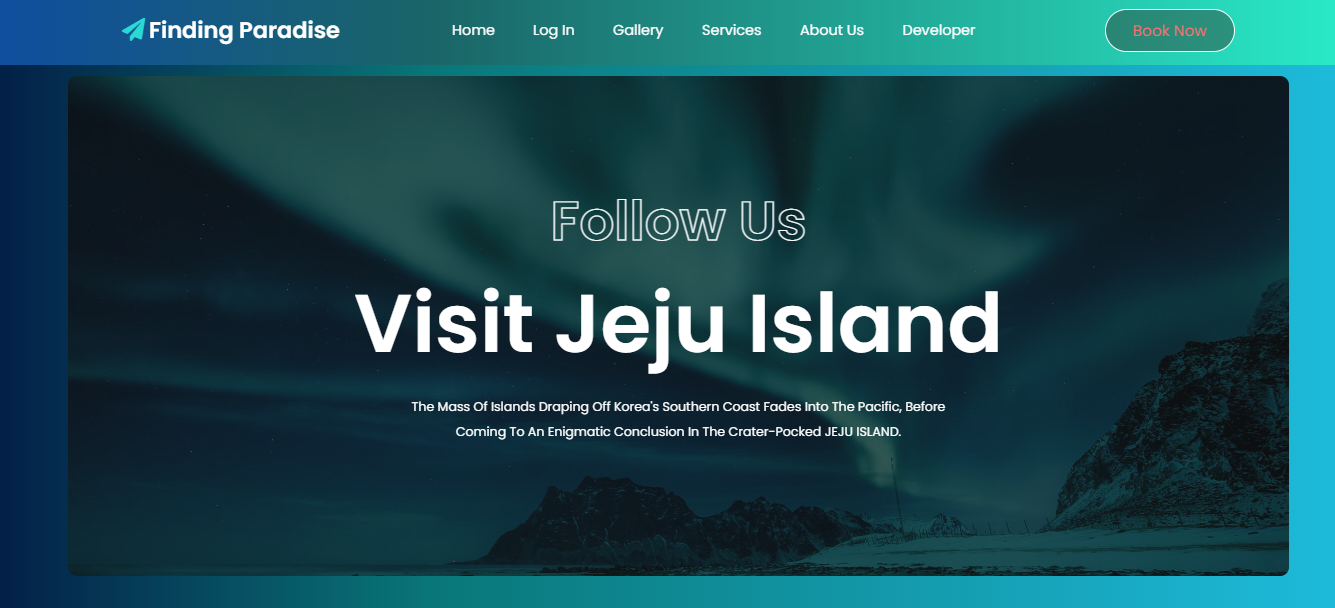 Finding Paradise
Home
Log In
Gallery
Services
About Us
Developer
Book Now
Follow Us
Visit Jeju Island
The Mass Of Islands Draping Off Korea's Southern Coast Fades Into The Pacific, Before
Coming To An Enigmatic Conclusion In The Crater-Pocked JEJU ISLAND.